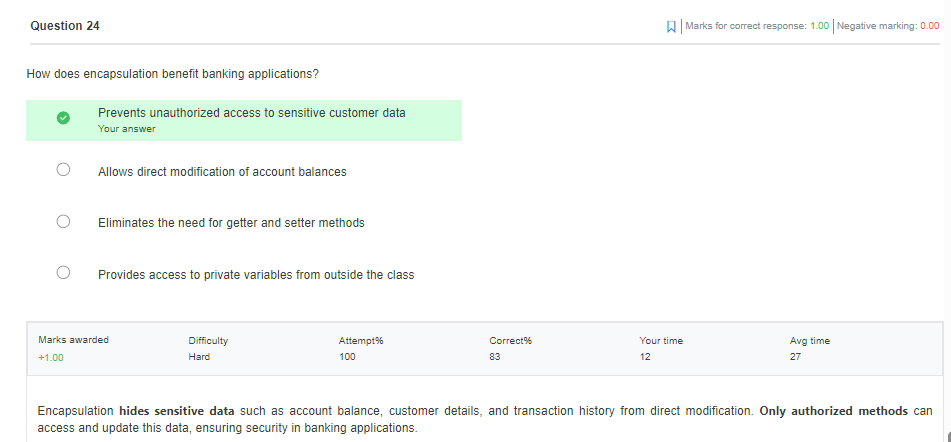 Question 24
Marks for correct response: 1.00 Negative marking: 0.00
How does encapsulation benefit banking applications?
Prevents unauthorized access to sensitive customer data
Your answer
Allows direct modification of account balances
Eliminates the need for getter and setter methods
Provides access to private variables from outside the class
Marks awarded Difficulty Attempt% Correct% Your time Avg time
+1.00 Hard 100 83 12 27
Encapsulation hides sensitive data such as account balance, customer details, and transaction history from direct modification. Only authorized methods can
access and update this data, ensuring security in banking applications.